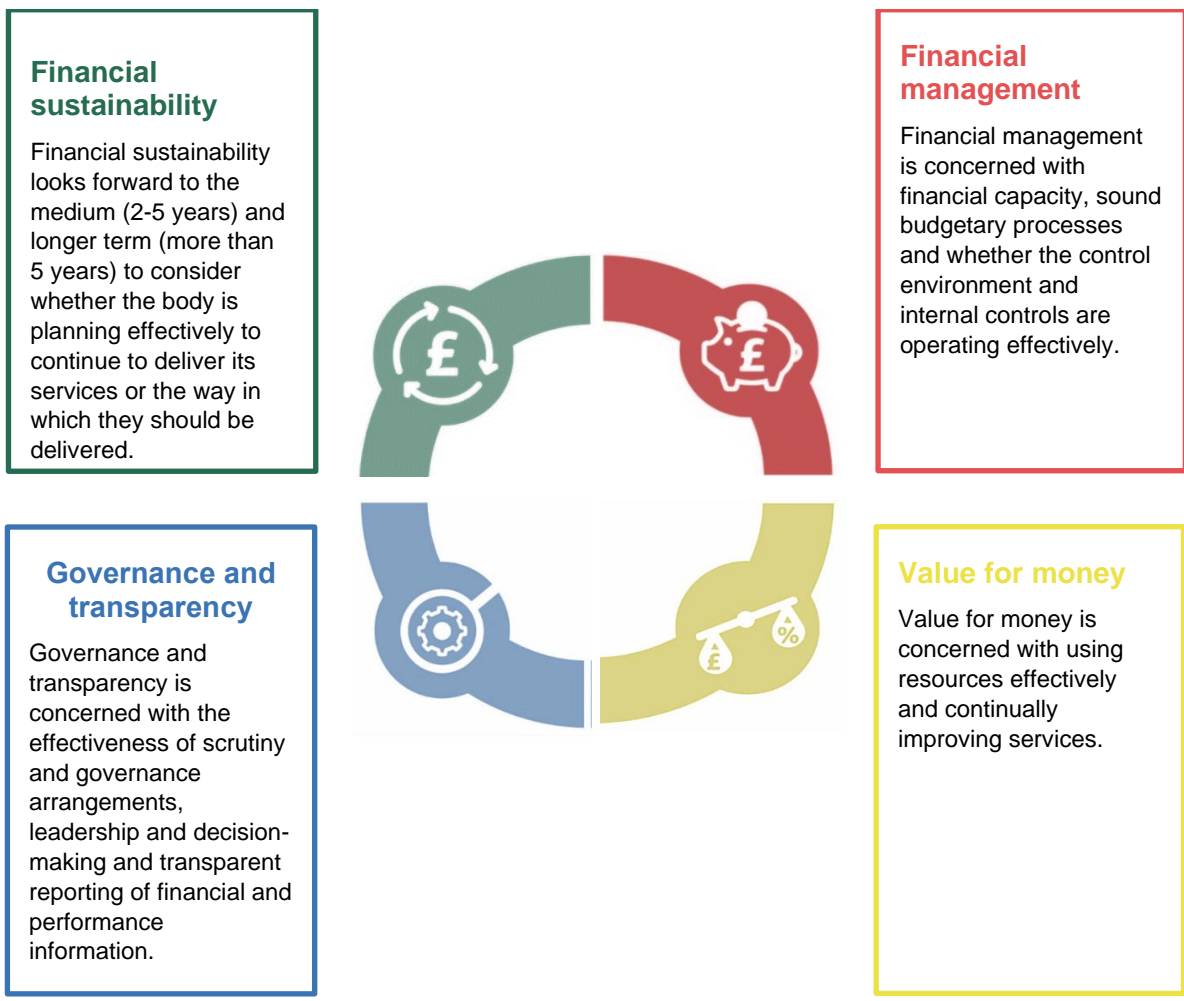 Financial
sustainability
Financial sustainability
looks forward to the
medium (2-5 years) and
longer term (more than
5 years) to consider
whether the body is
planning effectively to
continue to deliver its
services or the way in
which they should be
delivered.
Financial
management
Financial management
is concerned with
financial capacity, sound
budgetary processes
and whether the control
environment and
internal controls are
operating effectively.
£
£
Governance and
transparency
Governance and
transparency is
concerned with the
effectiveness of scrutiny
and governance
arrangements,
leadership and decision-
making and transparent
reporting of financial and
performance
information.
£
%
Value for money
Value for money is
concerned with using
resources effectively
and continually
improving services.